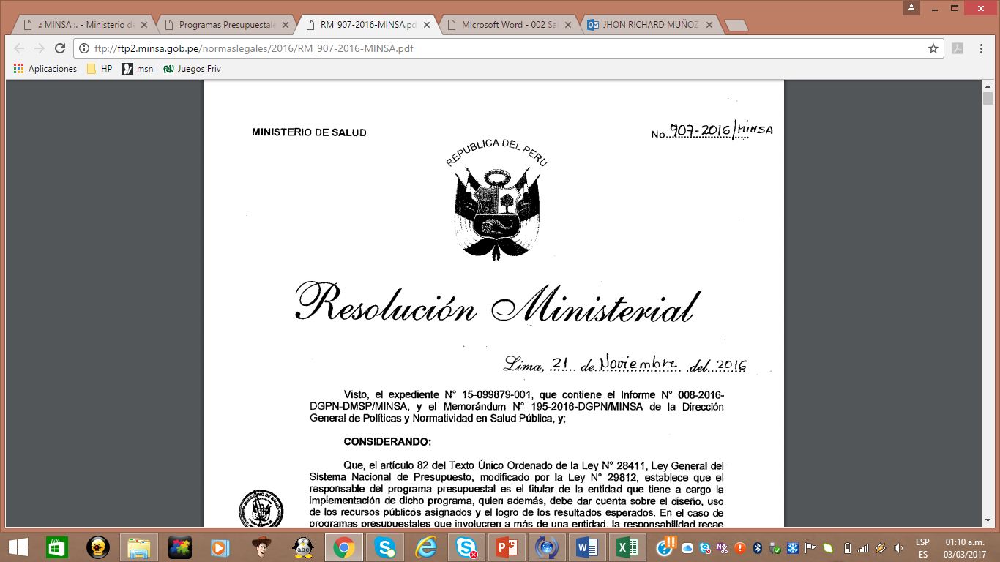 .: MINSA :. - Ministerio de
Programas Presupuestale
RM_907-2016-MINSA.pd
Microsoft Word - 002 Sal
JHON RICHARD MUÑOZ
ftp://ftp2.minsa.gob.pe/normaslegales/2016/RM_907-2016-MINSA.pdf
Aplicaciones HP msn Juegos Friv
MINISTERIO DE SALUD
No 907-2016/MINSA
REPUBLICA DEL PERU
Resolución Ministerial
Lima, 21 de Noviembre del 2016
Visto, el expediente N° 15-099879-001, que contiene el Informe N° 008-2016-
DGPN-DMSP/MINSA, y el Memorándum N° 195-2016-DGPN/MINSA de la Dirección
General de Políticas y Normatividad en Salud Pública, y;
CONSIDERANDO:
Que, el artículo 82 del Texto Único Ordenado de la Ley N° 28411, Ley General del
Sistema Nacional de Presupuesto, modificado por la Ley N° 29812, establece que el
responsable del programa presupuestal es el titular de la entidad que tiene a cargo la
implementación de dicho programa, quien además, debe dar cuenta sobre el diseño, uso
de los recursos públicos asignados y el logro de los resultados esperados. En el caso de
programas presupuestales que involucren a más de una entidad, la responsabilidad recae
ESP 01:10 a.m.
ES 03/03/2017